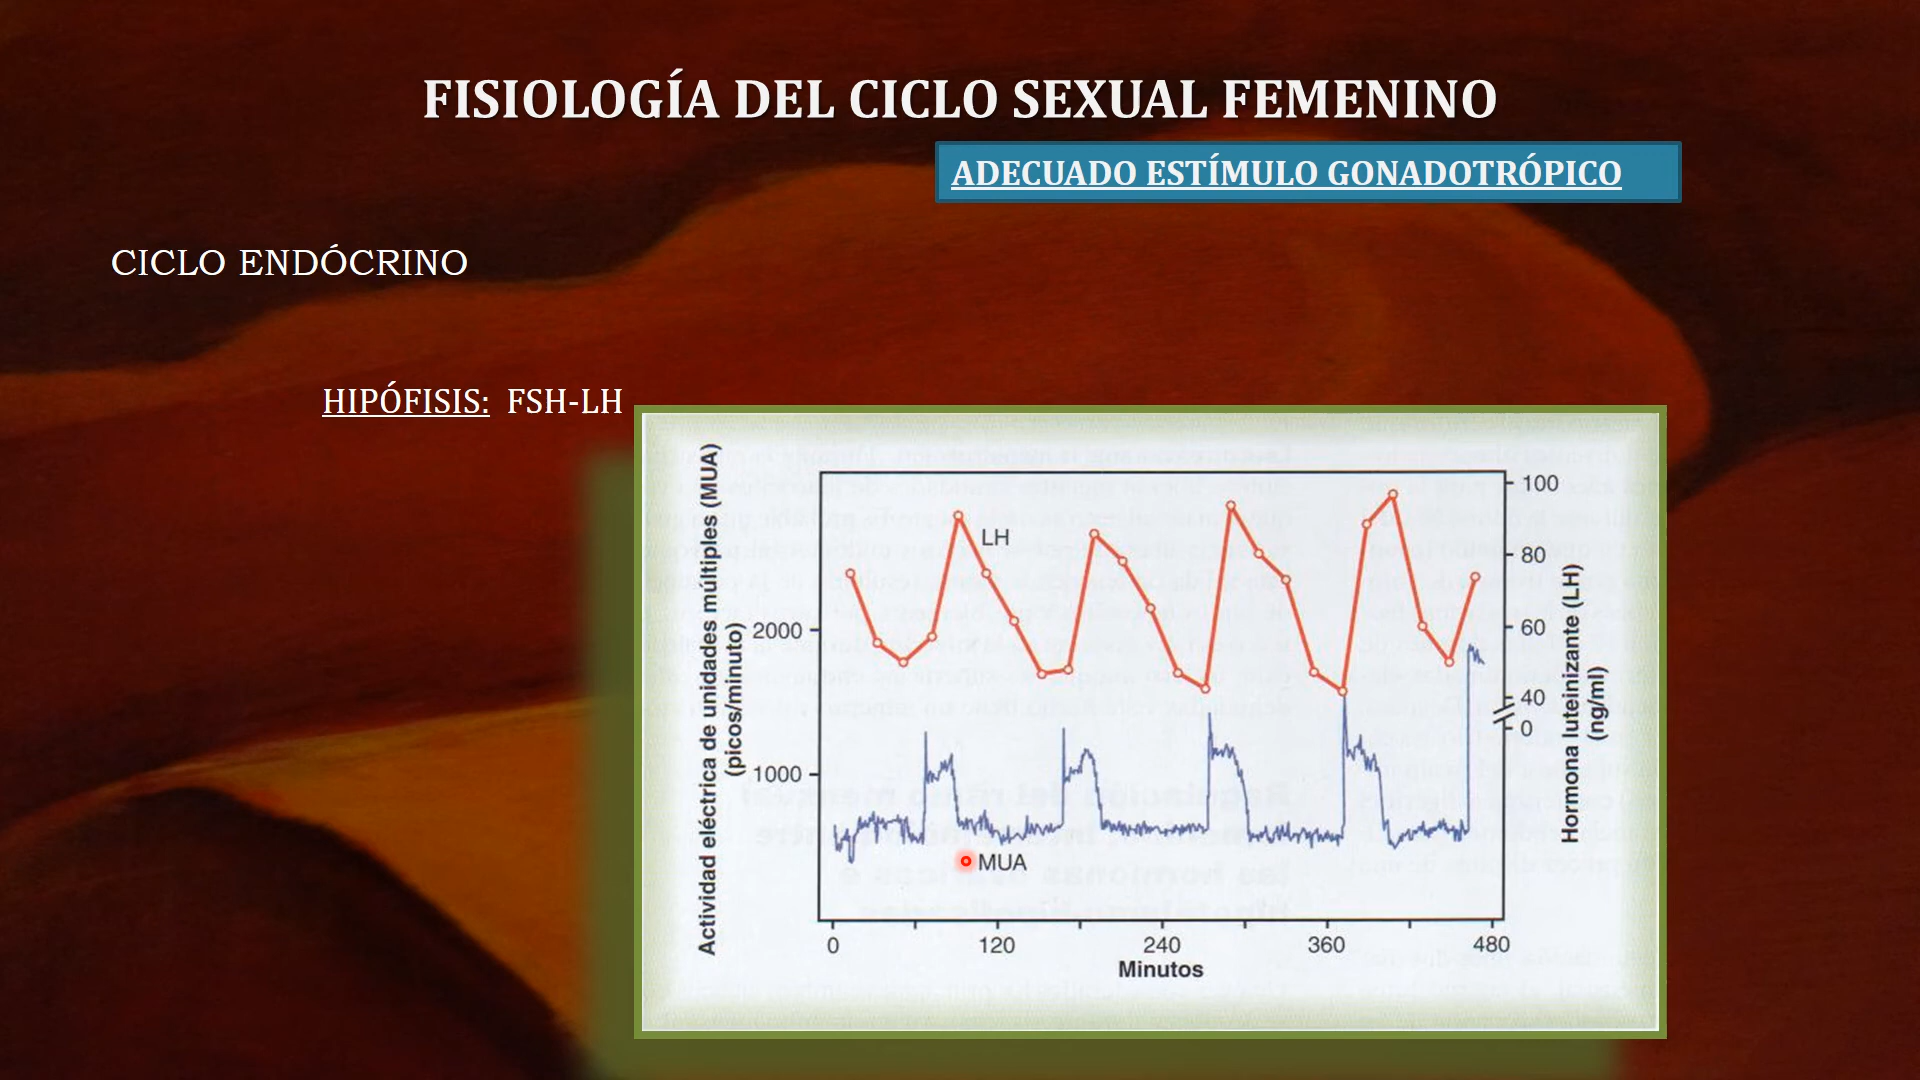 FISIOLOGÍA DEL CICLO SEXUAL FEMENINO
ADECUADO ESTÍMULO GONADOTRÓPICO
CICLO ENDÓCRINO
HIPÓFISIS: FSH-LH
Actividad eléctrica de unidades múltiples (MUA)
(picos/minuto)
2000
1000
LH
MUA
100
80
60
40
0
Homona luteinizante (LH)
(ng/ml)
0
120
240
360
480
Minutos